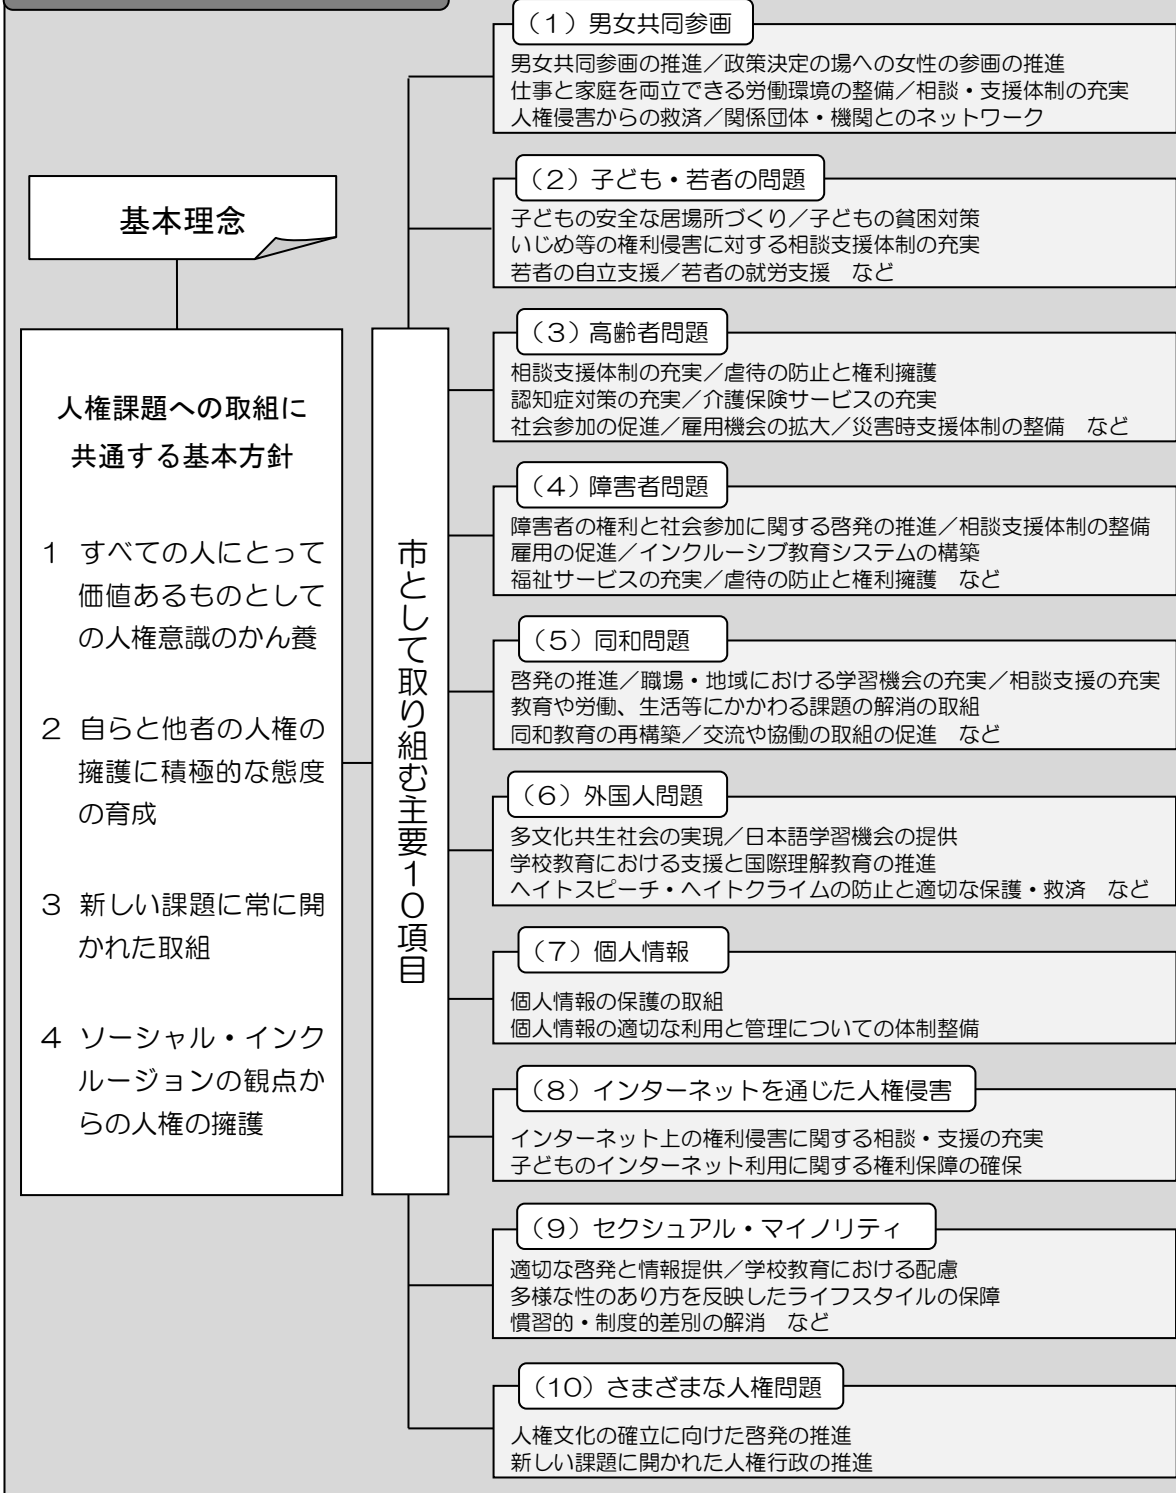 基本理念
人権課題への取組に
共通する基本方針
1 すべての人にとって
価値あるものとして
の人権意識のかん養
2 自らと他者の人権の
擁護に積極的な態度
の育成
3 新しい課題に常に開
かれた取組
4 ソーシャル・インク
ルージョンの観点か
らの人権の擁護
市として取り組む主要10項目
(1)男女共同参画
男女共同参画の推進/政策決定の場への女性の参画の推進
仕事と家庭を両立できる労働環境の整備/相談・支援体制の充実
人権侵害からの救済/関係団体・機関とのネットワーク
(2)子ども・若者の問題
子どもの安全な居場所づくり/子どもの貧困対策
いじめ等の権利侵害に対する相談支援体制の充実
若者の自立支援/若者の就労支援 など
(3)高齢者問題
相談支援体制の充実/虐待の防止と権利擁護
認知症対策の充実/介護保険サービスの充実
社会参加の促進/雇用機会の拡大/災害時支援体制の整備 など
(4)障害者問題
障害者の権利と社会参加に関する啓発の推進/相談支援体制の整備
雇用の促進/インクルーシブ教育システムの構築
福祉サービスの充実/虐待の防止と権利擁護 など
(5)同和問題
啓発の推進/職場・地域における学習機会の充実/相談支援の充実
教育や労働、生活等にかかわる課題の解消の取組
同和教育の再構築/交流や協働の取組の促進 など
(6)外国人問題
多文化共生社会の実現/日本語学習機会の提供
学校教育における支援と国際理解教育の推進
ヘイトスピーチ・ヘイトクライムの防止と適切な保護・救済 など
(7)個人情報
個人情報の保護の取組
個人情報の適切な利用と管理についての体制整備
(8)インターネットを通じた人権侵害
インターネット上の権利侵害に関する相談・支援の充実
子どものインターネット利用に関する権利保障の確保
(9)セクシュアル・マイノリティ
適切な啓発と情報提供/学校教育における配慮
多様な性のあり方を反映したライフスタイルの保障
慣習的・制度的差別の解消 など
(10)さまざまな人権問題
人権文化の確立に向けた啓発の推進
新しい課題に開かれた人権行政の推進